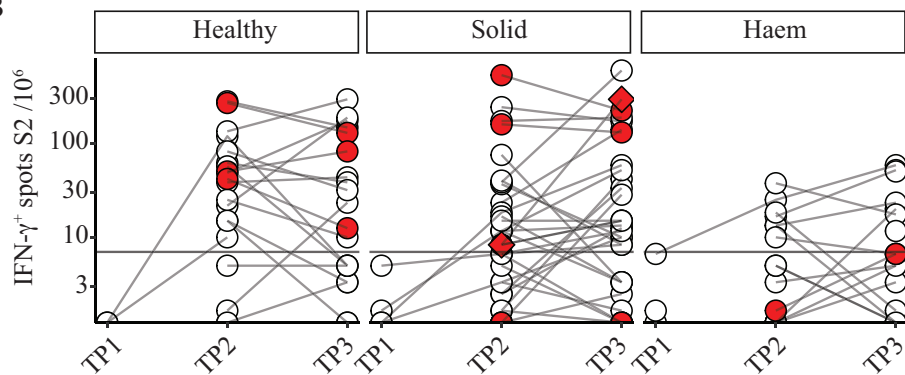 Healthy Solid Haem
IFN-γ⁺ spots S2 /10⁶
300
100
30
10
3
TP1 TP2 TP3 TP1 TP2 TP3 TP1 TP2 TP3